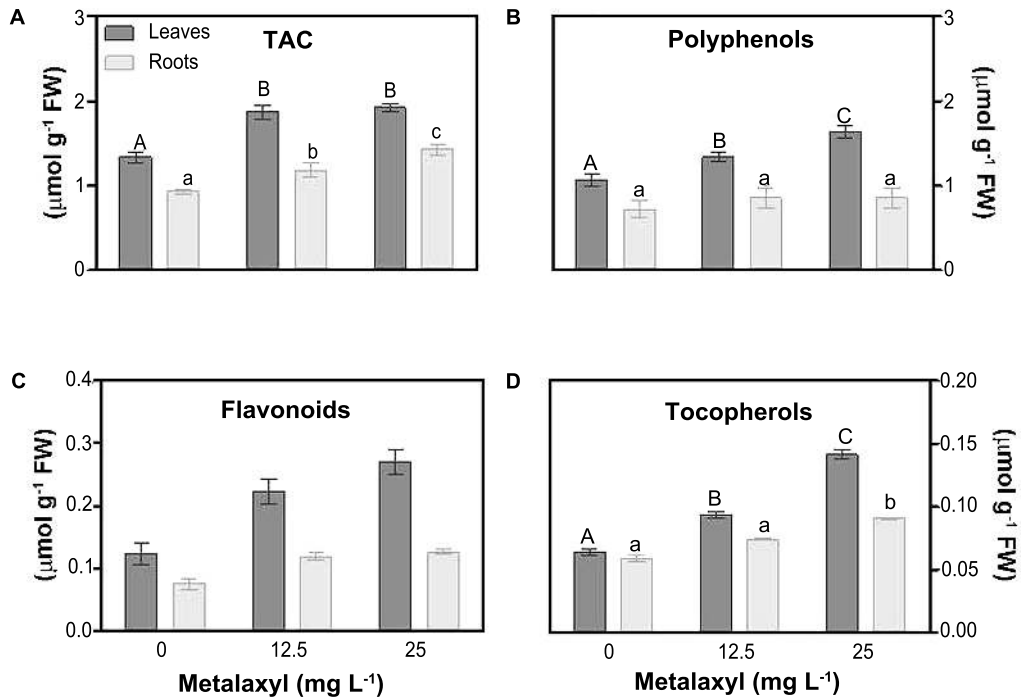 A
3
Leaves
Roots
TAC
2
1
0
(μmol g-1 FW)
A
a
B
b
B
c
B
Polyphenols
3
2
1
0
(μmol g-1 FW)
A
a
B
a
C
a
C
0.4
0.3
0.2
0.1
0.0
Flavonoids
(μmol g-1 FW)
0
12.5
25
Metalaxyl (mg L-1)
D
Tocopherols
0.20
0.15
0.10
0.05
0.00
(μmol g-1 FW)
A
a
B
a
C
b
0
12.5
25
Metalaxyl (mg L-1)